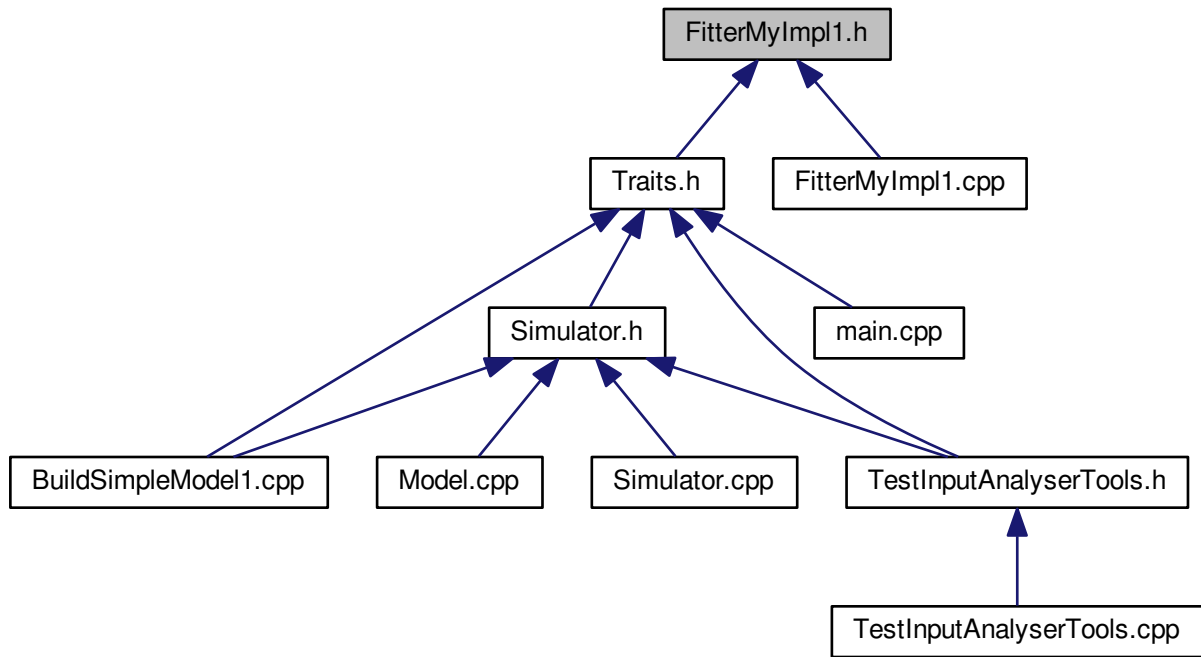 FitterMyImpl1.h
Traits.h
FitterMyImpl1.cpp
Simulator.h
main.cpp
BuildSimpleModel1.cpp
Model.cpp
Simulator.cpp
TestInputAnalyserTools.h
TestInputAnalyserTools.cpp